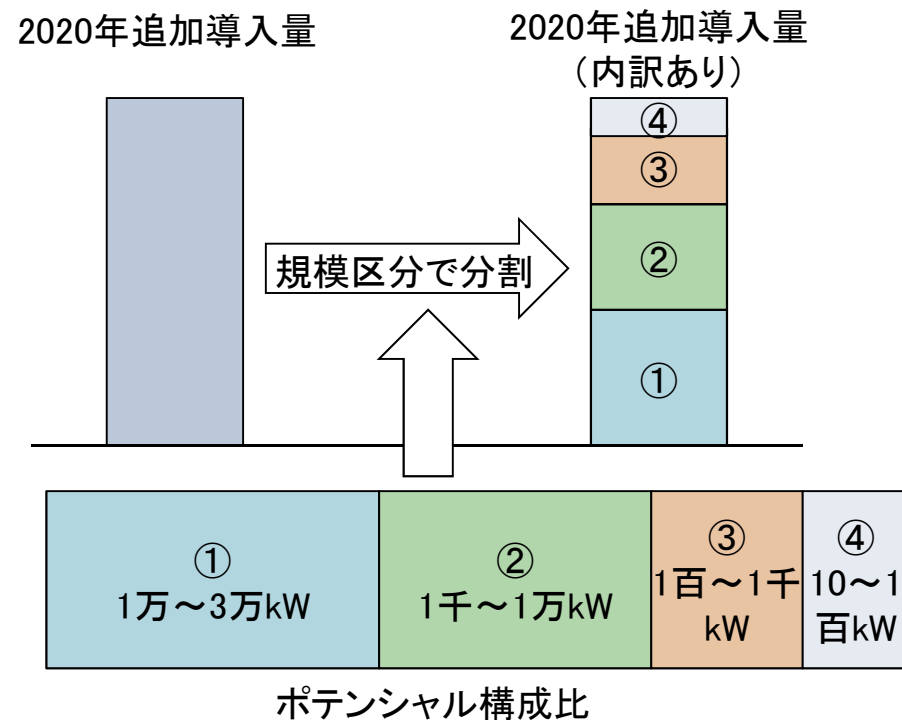 2020年追加導入量
2020年追加導入量
（内訳あり）
④
③
規模区分で分割
②
①
①
1万～3万kW
②
1千～1万kW
③
1百～1千
kW
④
10～1
百kW
ポテンシャル構成比